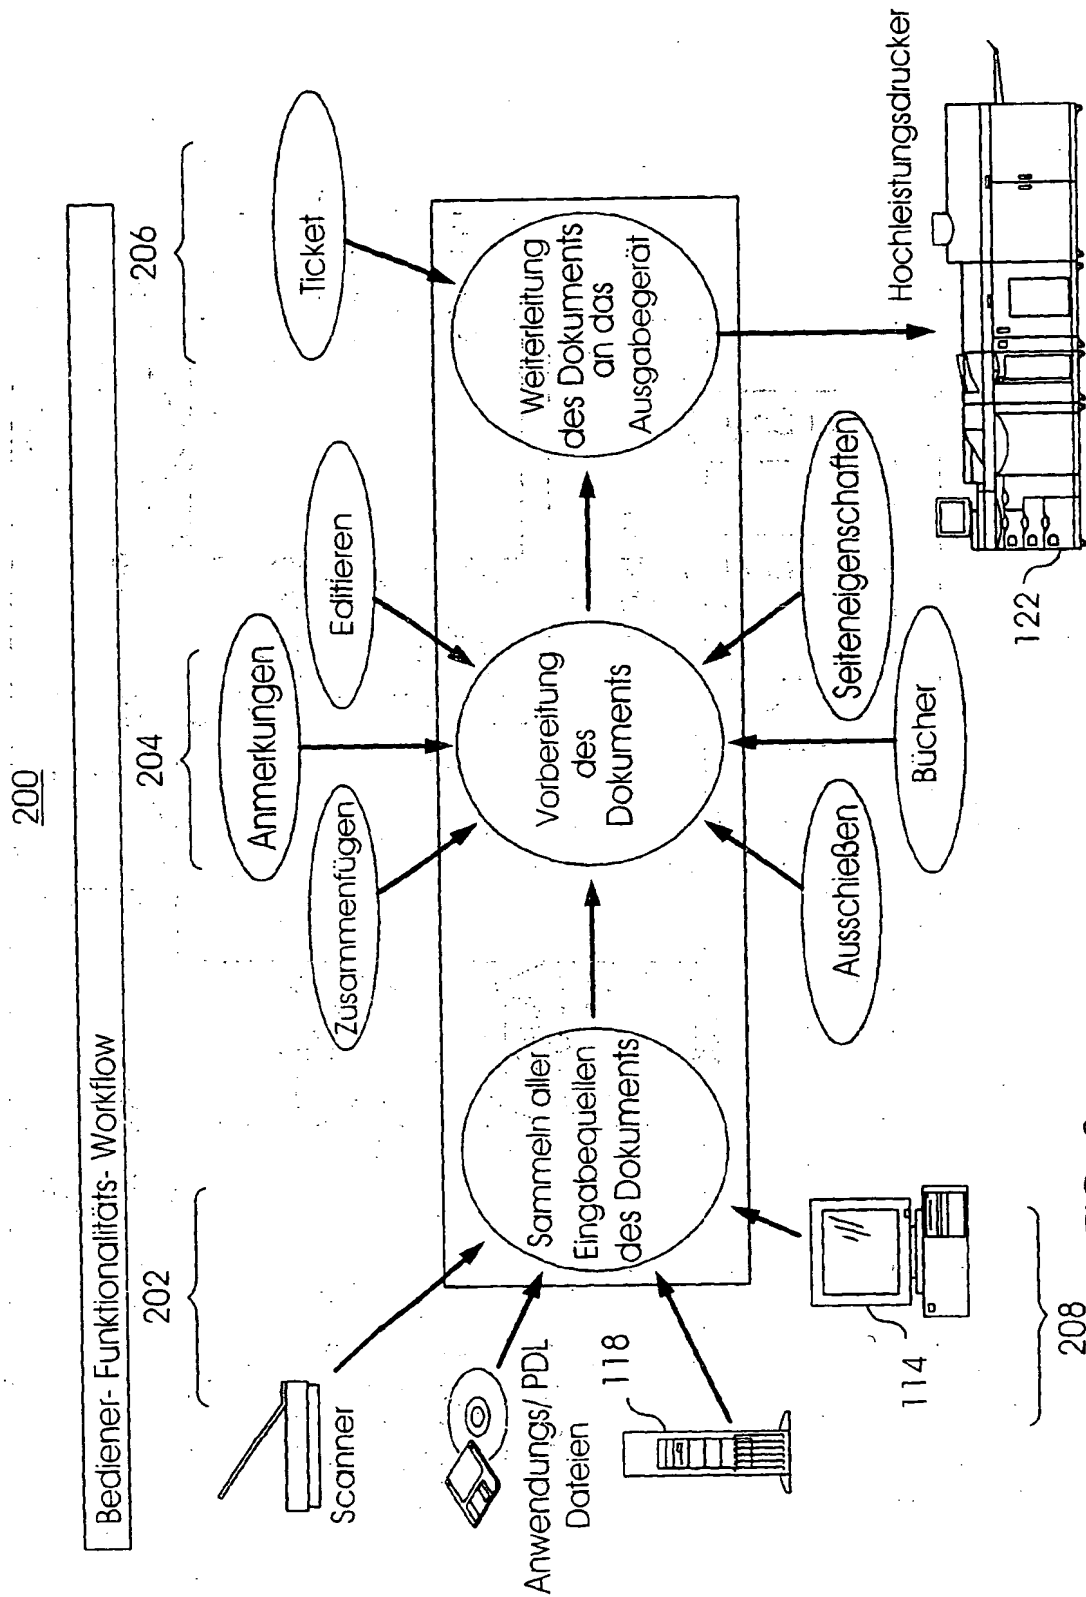 200
Bediener- Funktionalitäts- Workflow
202
204
206
Scanner
Anwendungs/ PDL
Dateien
118
114
208
Sammeln aller
Eingabequellen
des Dokuments
Zusammenfügen
Anmerkungen
Editieren
Vorbereitung
des
Dokuments
Ausschießen
Bücher
Seiteneigenschaften
Ticket
Weiterleitung
des Dokuments
an das
Ausgabegerät
Hochleistungsdrucker
122